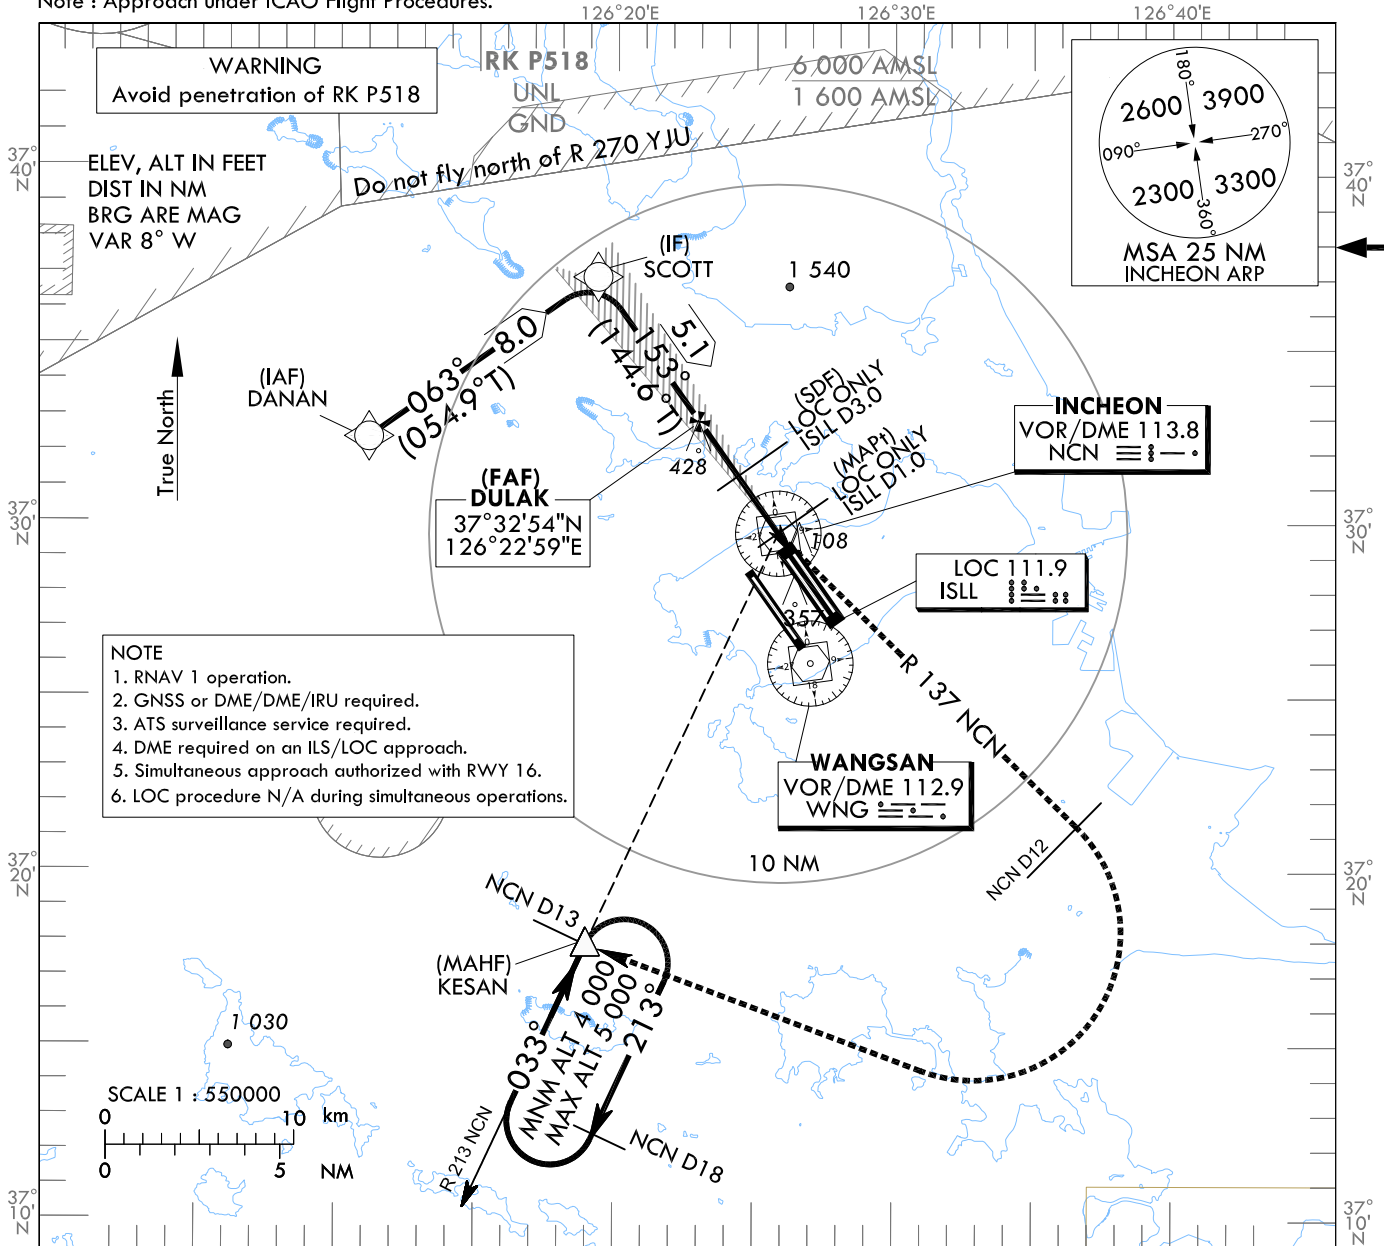 Note : Approach under ICAO Flight Procedures.
126°20'E
126°30'E
126°40'E
WARNING
Avoid penetration of RK P518
RK P518
UNL
GND
6 000 AMSL
1 600 AMSL
Do not fly north of R 270 YJU
180°
2600
3900
090°
270°
2300
3300
360°
MSA 25 NM
INCHEON ARP
37°
40'
N
37°
40'
N
ELEV, ALT IN FEET
DIST IN NM
BRG ARE MAG
VAR 8° W
(IF)
SCOTT
1 540
True North
(IAF)
DANAN
063°
8.0
(054.9°T)
153°
5.1
(144.6°T)
(SDF)
LOC ONLY
ISLL D3.0
(MAPt)
LOC ONLY
ISLL D1.0
428
(FAF)
DULAK
37°32'54"N
126°22'59"E
INCHEON
VOR/DME 113.8
NCN
37°
30'
N
37°
30'
N
108
LOC 111.9
ISLL
357
NOTE
1. RNAV 1 operation.
2. GNSS or DME/DME/IRU required.
3. ATS surveillance service required.
4. DME required on an ILS/LOC approach.
5. Simultaneous approach authorized with RWY 16.
6. LOC procedure N/A during simultaneous operations.
R 137 NCN
WANGSAN
VOR/DME 112.9
WNG
10 NM
NCN D12
37°
20'
N
37°
20'
N
NCN D13
(MAHF)
KESAN
033°
MNM ALT 4 000
MAX ALT 5 000
213°
NCN D18
R 213 NCN
1 030
SCALE 1 : 550000
0
10
km
0
5
NM
37°
10'
N
37°
10'
N